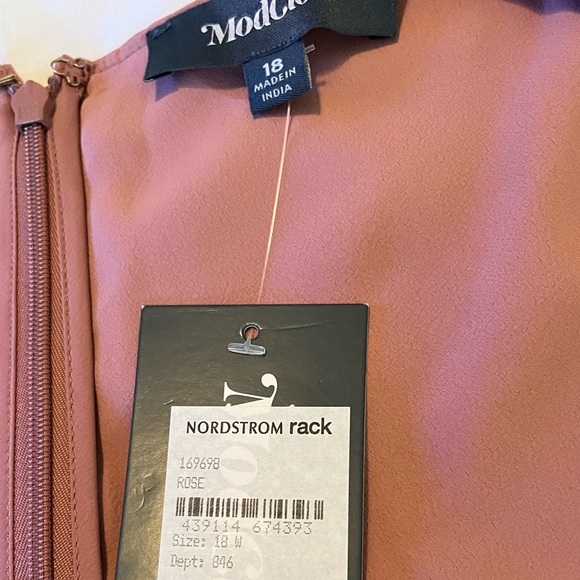 18
MADE IN
INDIA
NORDSTROM rack
169698
ROSE
439114 674393
Size: 18 W
Dept: 846